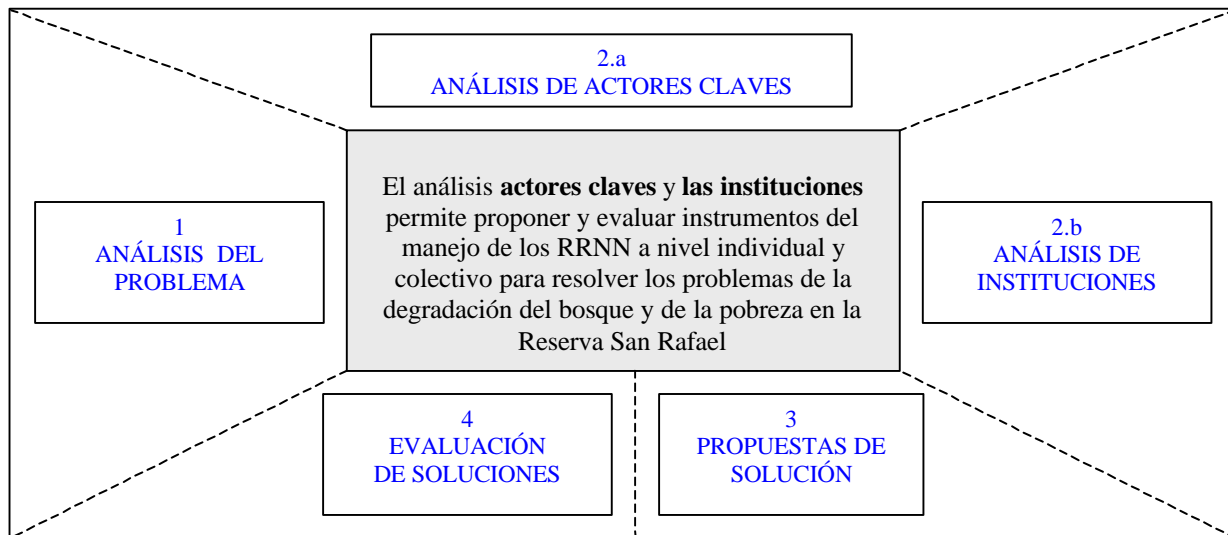 2.a
ANÁLISIS DE ACTORES CLAVES
El análisis actores claves y las instituciones
permite proponer y evaluar instrumentos del
manejo de los RRNN a nivel individual y
colectivo para resolver los problemas de la
degradación del bosque y de la pobreza en la
Reserva San Rafael
1
ANÁLISIS DEL
PROBLEMA
2.b
ANÁLISIS DE
INSTITUCIONES
4
EVALUACIÓN
DE SOLUCIONES
3
PROPUESTAS DE
SOLUCIÓN